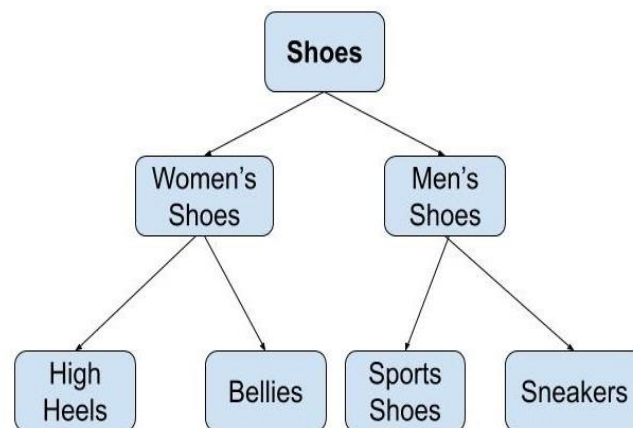 Shoes
Women's
Shoes
Men's
Shoes
High
Heels
Bellies
Sports
Shoes
Sneakers